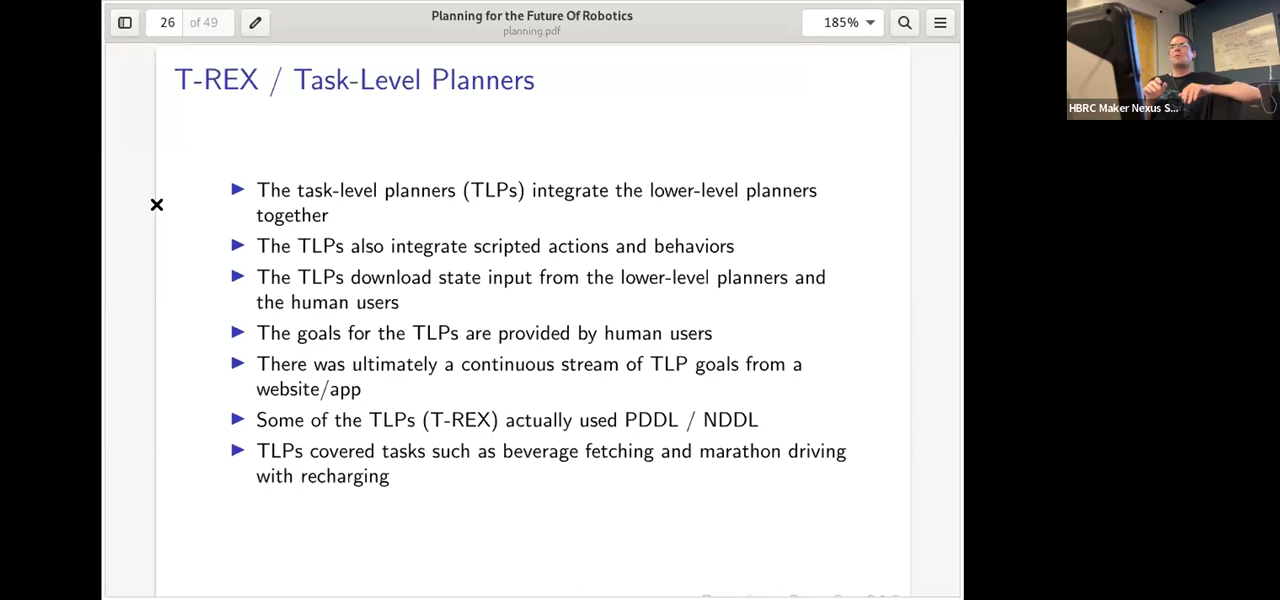 26 of 49
Planning for the Future Of Robotics
planning.pdf
185%
T-REX / Task-Level Planners
The task-level planners (TLPs) integrate the lower-level planners
together
The TLPs also integrate scripted actions and behaviors
The TLPs download state input from the lower-level planners and
the human users
The goals for the TLPs are provided by human users
There was ultimately a continuous stream of TLP goals from a
website/app
Some of the TLPs (T-REX) actually used PDDL / NDDL
TLPs covered tasks such as beverage fetching and marathon driving
with recharging
HBRC Maker Nexus S...